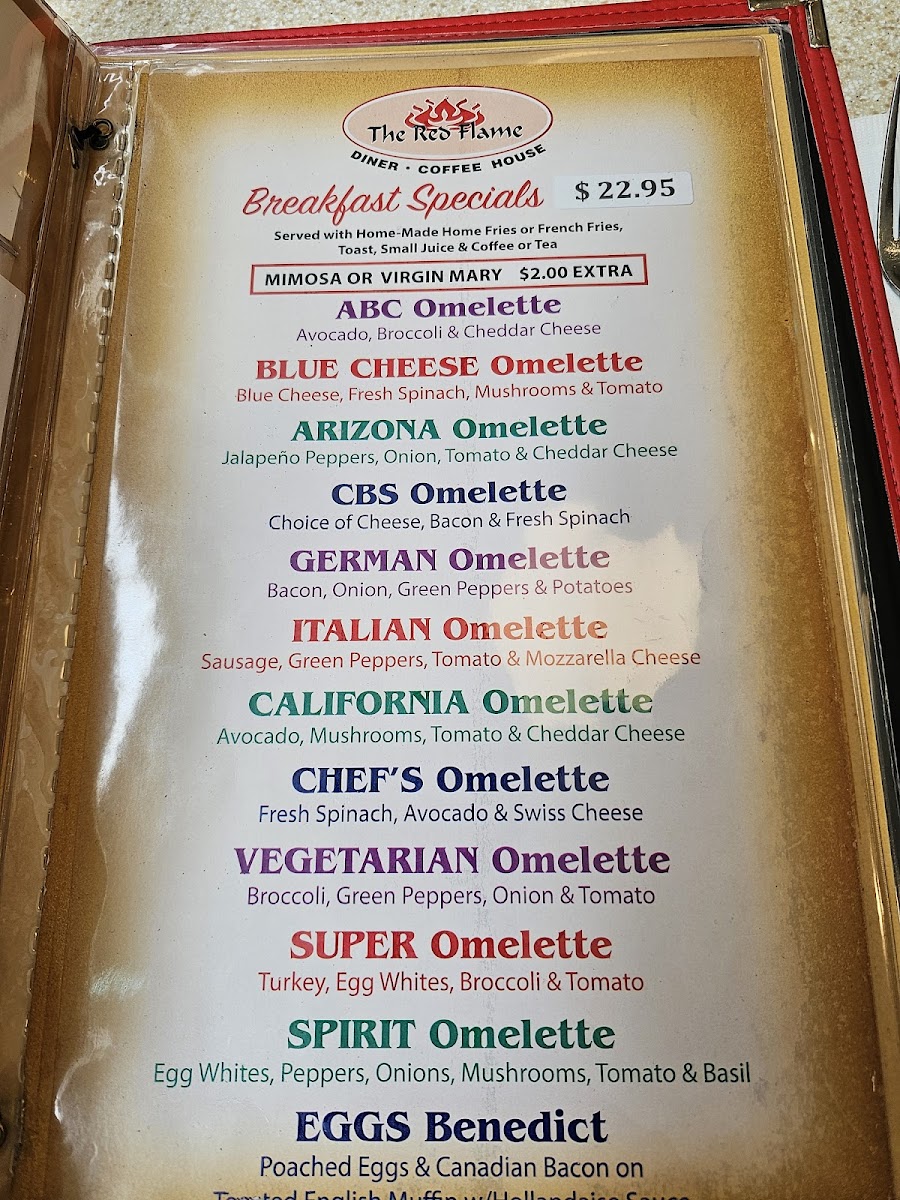 The Red Flame
DINER · COFFEE HOUSE
Breakfast Specials $ 22.95
Served with Home-Made Home Fries or French Fries,
Toast, Small Juice & Coffee or Tea
MIMOSA OR VIRGIN MARY $2.00 EXTRA
ABC Omelette
Avocado, Broccoli & Cheddar Cheese
BLUE CHEESE Omelette
Blue Cheese, Fresh Spinach, Mushrooms & Tomato
ARIZONA Omelette
Jalapeño Peppers, Onion, Tomato & Cheddar Cheese
CBS Omelette
Choice of Cheese, Bacon & Fresh Spinach
GERMAN Omelette
Bacon, Onion, Green Peppers & Potatoes
ITALIAN Omelette
Sausage, Green Peppers, Tomato & Mozzarella Cheese
CALIFORNIA Omelette
Avocado, Mushrooms, Tomato & Cheddar Cheese
CHEF'S Omelette
Fresh Spinach, Avocado & Swiss Cheese
VEGETARIAN Omelette
Broccoli, Green Peppers, Onion & Tomato
SUPER Omelette
Turkey, Egg Whites, Broccoli & Tomato
SPIRIT Omelette
Egg Whites, Peppers, Onions, Mushrooms, Tomato & Basil
EGGS Benedict
Poached Eggs & Canadian Bacon on
English Muffin w/Hollandaise Sauce